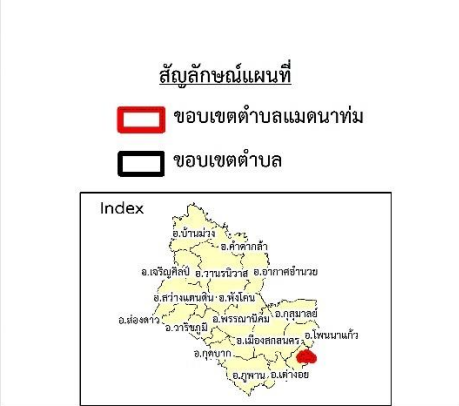 สัญลักษณ์แผนที่
ขอบเขตตำบลแมดนาท่ม
ขอบเขตตำบล
Index
อ.บ้านม่วง
อ.คำตากล้า
อ.เจริญศิลป์ อ.วานรนิวาส อ.อากาศอำนวย
อ.สว่างแดนดิน อ.พังโคน
อ.ส่องดาว อ.วาริชภูมิ อ.พรรณานิคม อ.กุสุมาลย์
อ.เมืองสกลนคร อ.โพนนาแก้ว
อ.กุดบาก
อ.ภูพาน อ.เต่างอย